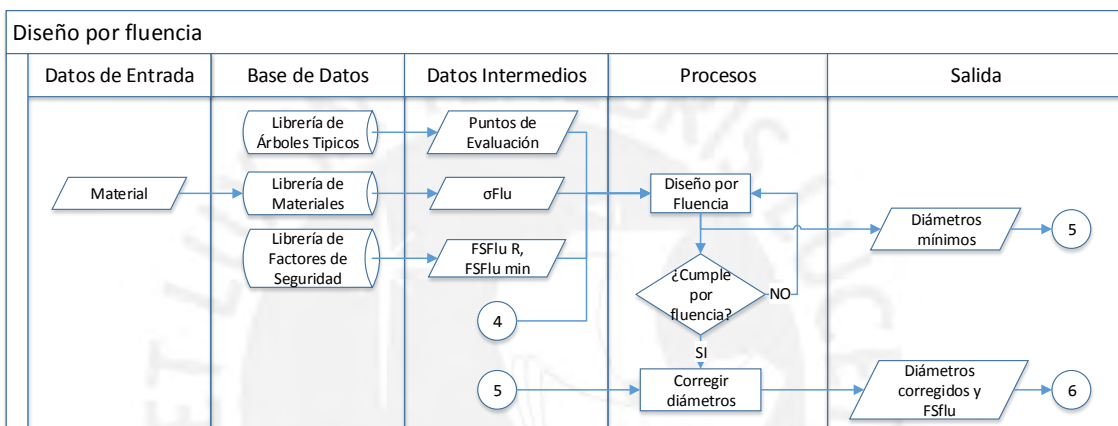 Diseño por fluencia
Datos de Entrada
Base de Datos
Datos Intermedios
Procesos
Salida
Librería de
Árboles Tipicos
Puntos de
Evaluación
Material
Librería de
Materiales
σFlu
Diseño por
Fluencia
Diámetros
mínimos
5
Librería de
Factores de
Seguridad
FSFlu R,
FSFlu min
¿Cumple
por
fluencia?
NO
4
SI
5
Corregir
diámetros
Diámetros
corregidos y
FSflu
6